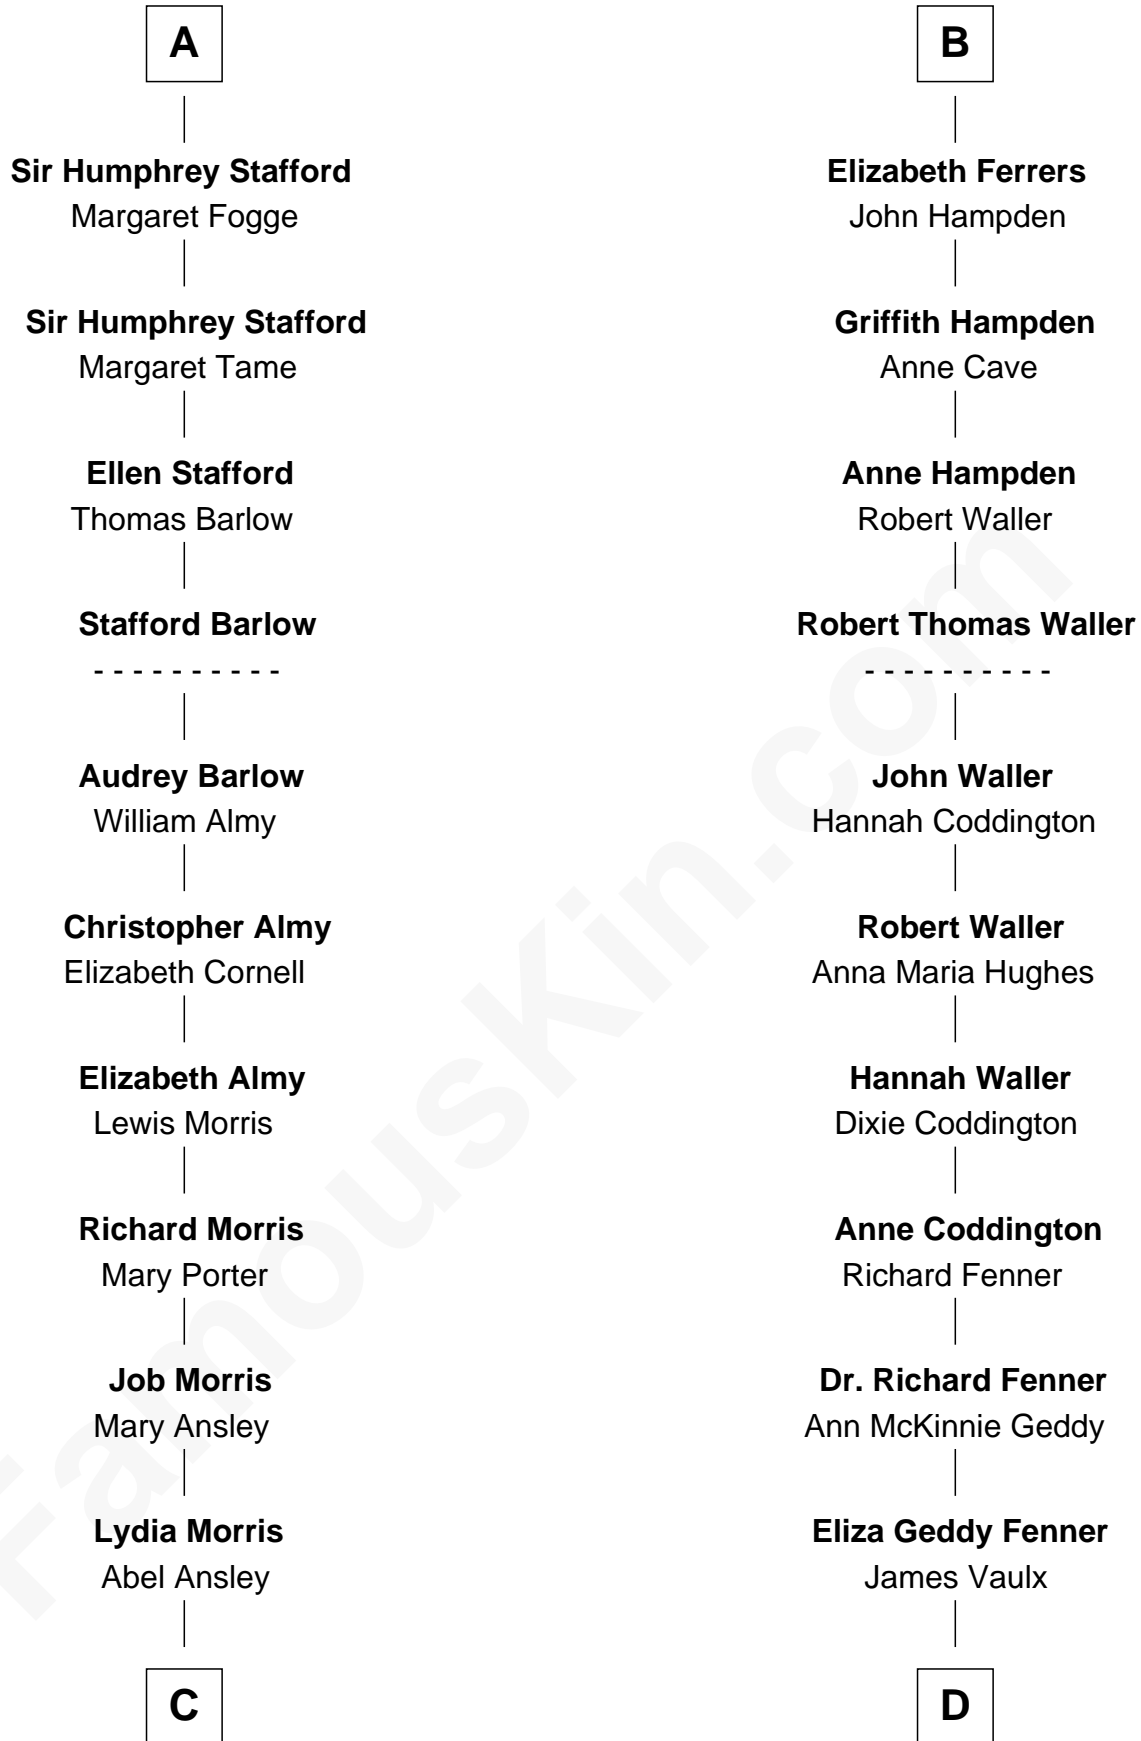 A
Sir Humphrey Stafford
Margaret Fogge
Sir Humphrey Stafford
Margaret Tame
Ellen Stafford
Thomas Barlow
Stafford Barlow
- - - - - - - - - -
Audrey Barlow
William Almy
Christopher Almy
Elizabeth Cornell
Elizabeth Almy
Lewis Morris
Richard Morris
Mary Porter
Job Morris
Mary Ansley
Lydia Morris
Abel Ansley
C
B
Elizabeth Ferrers
John Hampden
Griffith Hampden
Anne Cave
Anne Hampden
Robert Waller
Robert Thomas Waller
- - - - - - - - - -
John Waller
Hannah Coddington
Robert Waller
Anna Maria Hughes
Hannah Waller
Dixie Coddington
Anne Coddington
Richard Fenner
Dr. Richard Fenner
Ann McKinnie Geddy
Eliza Geddy Fenner
James Vaulx
D
FamousKin.com